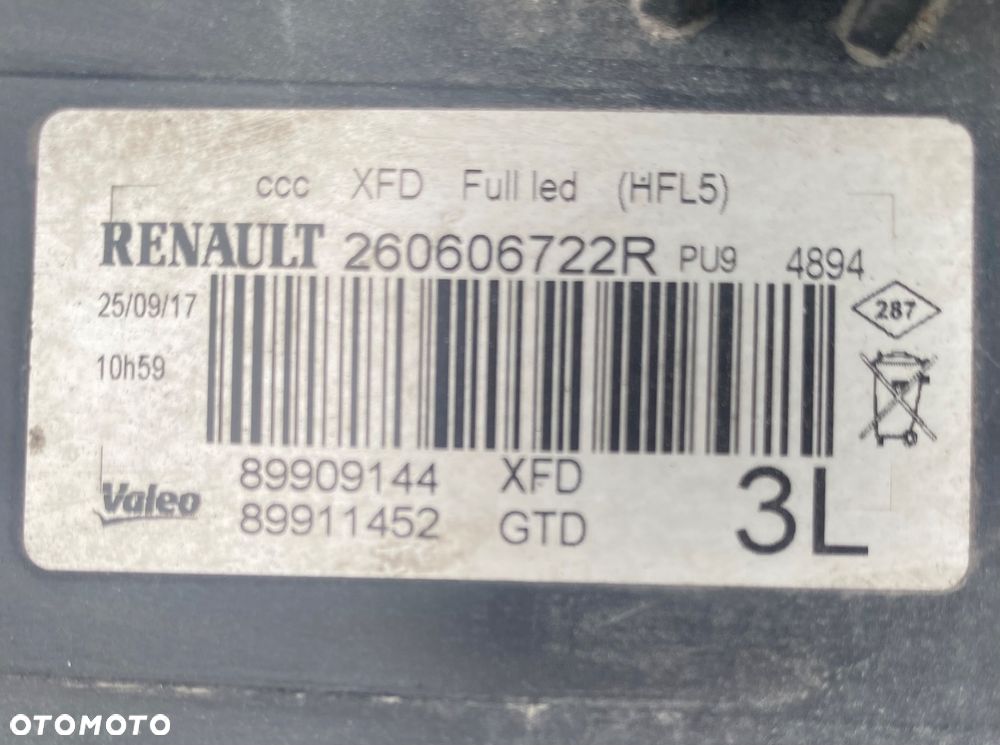 ccc XFD Full led (HFL5)
RENAULT 260606722R PU9 4894
25/09/17
287
10h59
89909144 XFD
Valeo
89911452 GTD
3L
OTOMOTO